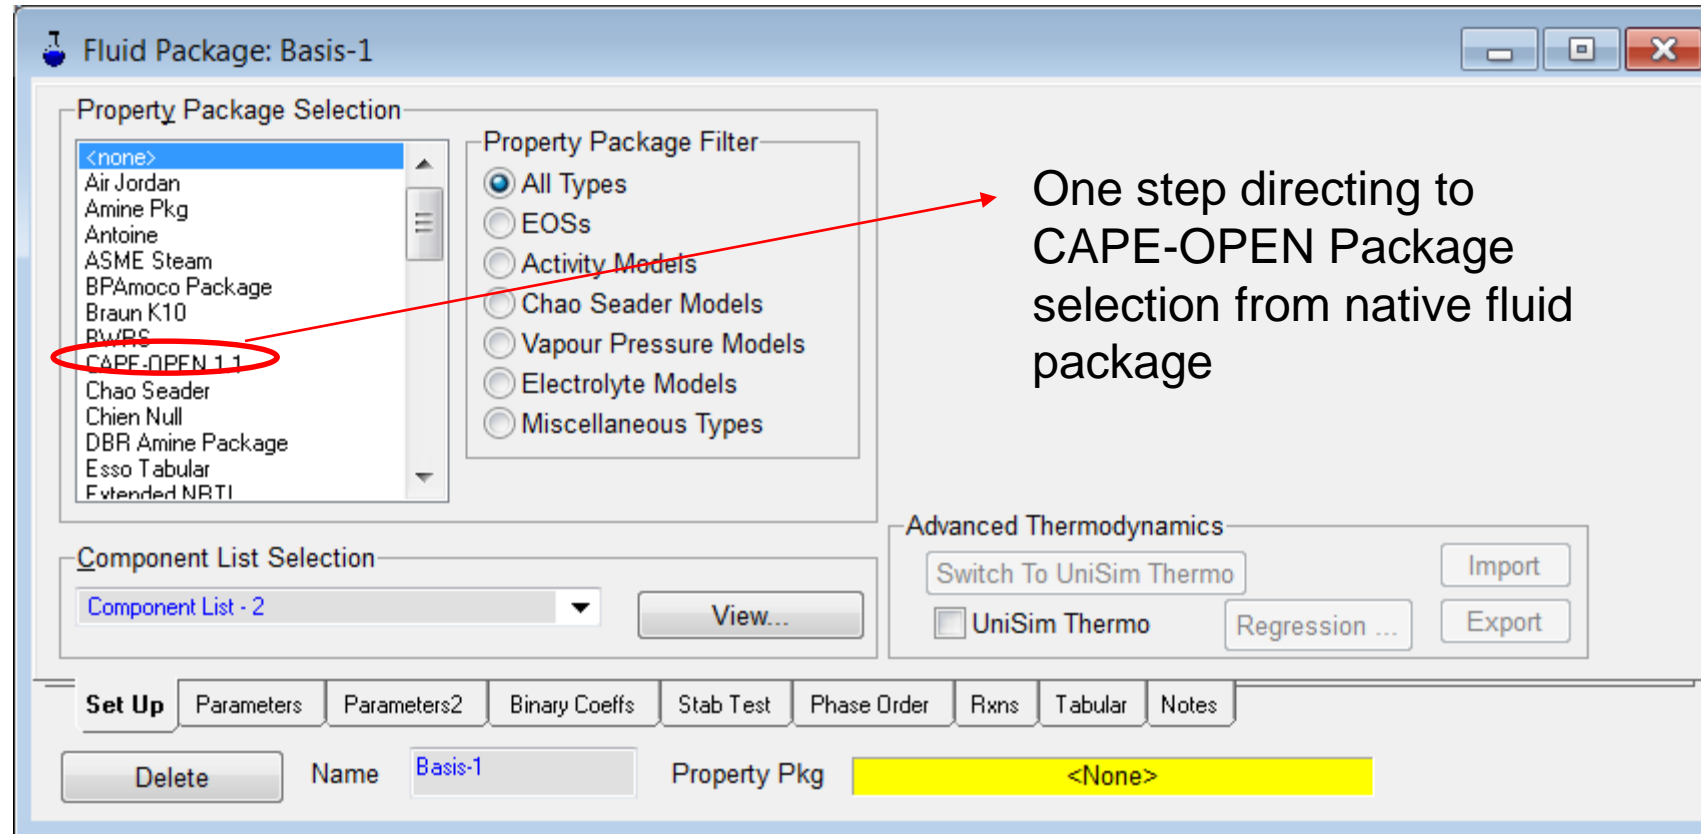 Fluid Package: Basis-1
Property Package Selection
<none>
Air Jordan
Amine Pkg
Antoine
ASME Steam
BPAmoco Package
Braun K10
BWRS
CAPE-OPEN 1.1
Chao Seader
Chien Null
DBR Amine Package
Esso Tabular
Extended NRTL
Property Package Filter
All Types
EOSs
Activity Models
Chao Seader Models
Vapour Pressure Models
Electrolyte Models
Miscellaneous Types
One step directing to
CAPE-OPEN Package
selection from native fluid
package
Component List Selection
Component List - 2
View...
Advanced Thermodynamics
Switch To UniSim Thermo
Import
UniSim Thermo
Regression ...
Export
Set Up
Parameters
Parameters2
Binary Coeffs
Stab Test
Phase Order
Rxns
Tabular
Notes
Delete
Name
Basis-1
Property Pkg
<None>